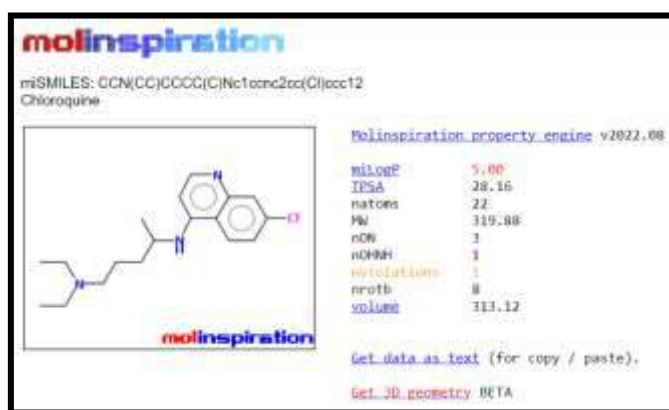 molinspiration
miSMILES: CCN(CC)CCCC(C)Nc1ccnc2cc(Cl)ccc12
Chloroquine
Molinspiration property engine v2022.08
miLogP 5.00
TPSA 28.16
natoms 22
MW 319.88
nON 3
nOHNH 1
nviolations 1
nrotb 8
volume 313.12
N
N
H
N
molinspiration
Get data as text (for copy / paste).
Get 3D geometry BETA